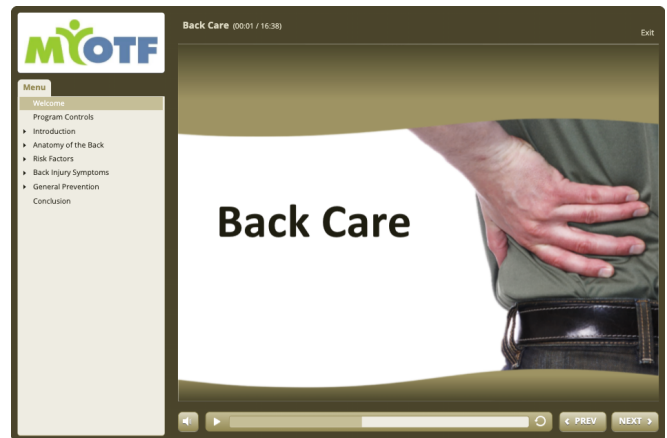 MYOTF
Back Care (00:01 / 16:38)
Exit
Menu
Welcome
Program Controls
Introduction
Anatomy of the Back
Risk Factors
Back Injury Symptoms
General Prevention
Conclusion
Back Care
PREV
NEXT